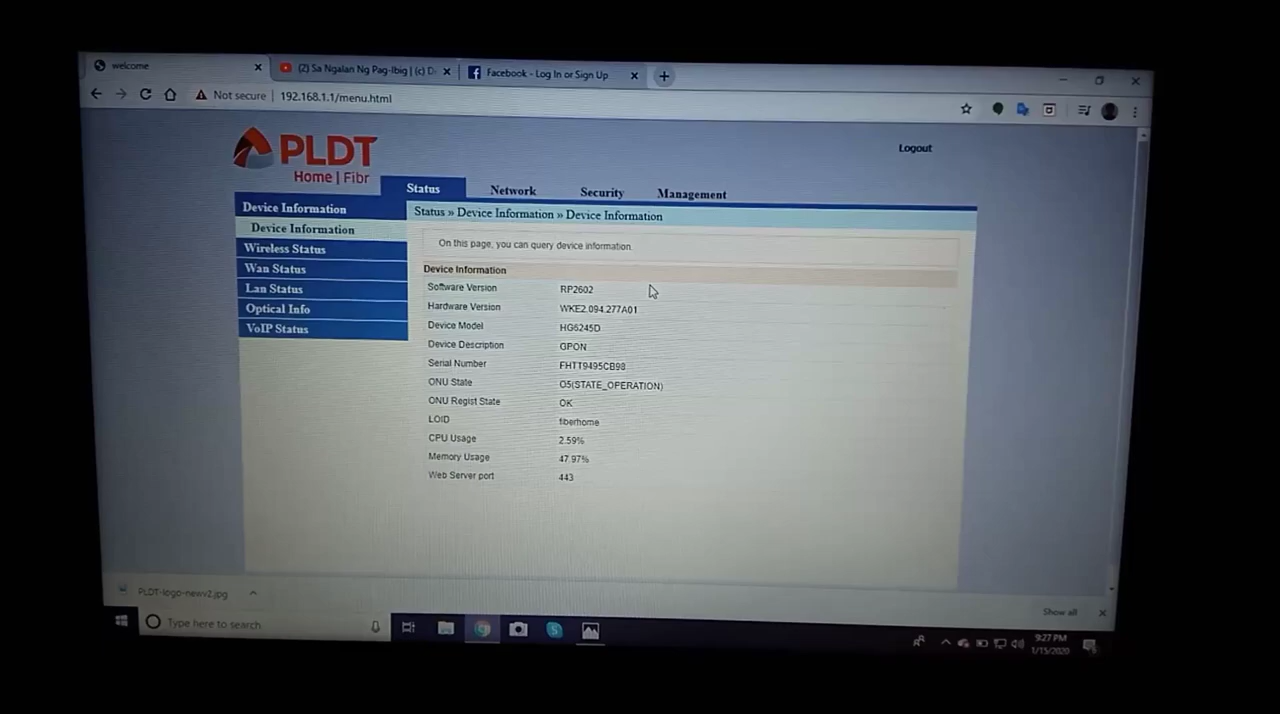 welcome
(2) Sa Ngalan Ng Pag-Ibig | (c) D
Facebook - Log In or Sign Up
Not secure | 192.168.1.1/menu.html
PLDT
Home | Fibr
Logout
Status Network Security Management
Device Information
Device Information
Wireless Status
Wan Status
Lan Status
Optical Info
VoIP Status
Status » Device Information » Device Information
On this page, you can query device information.
Device Information
Software Version RP2602
Hardware Version WKE2.094.277A01
Device Model HG6245D
Device Description GPON
Serial Number FHTT9495CB98
ONU State O5(STATE_OPERATION)
ONU Regist State OK
LOID fiberhome
CPU Usage 2.59%
Memory Usage 47.97%
Web Server port 443
PLDT-logo-newv2.jpg
Show all
Type here to search
9:27 PM
1/15/2020